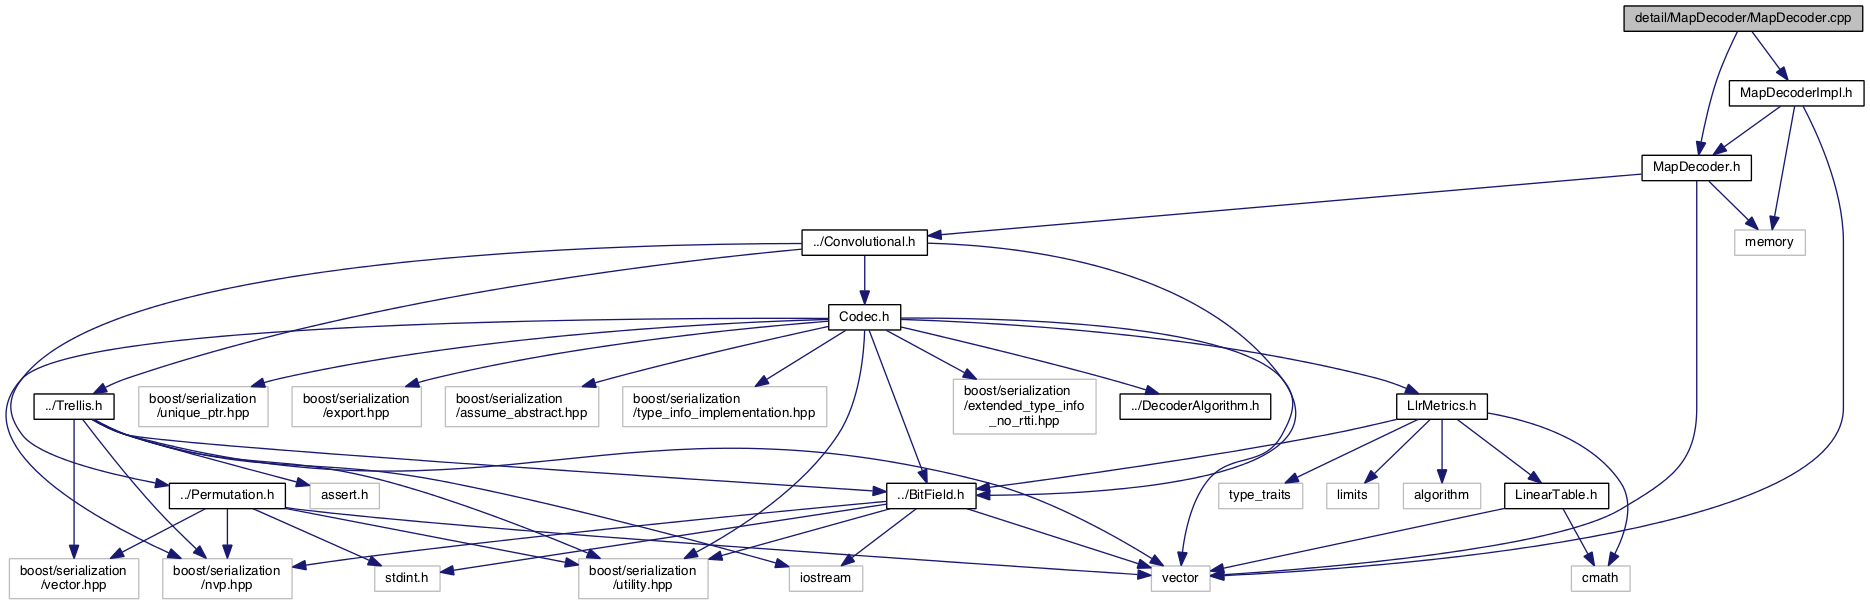 detail/MapDecoder/MapDecoder.cpp
MapDecoderImpl.h
MapDecoder.h
../Convolutional.h
memory
Codec.h
../Trellis.h
boost/serialization
/unique_ptr.hpp
boost/serialization
/export.hpp
boost/serialization
/assume_abstract.hpp
boost/serialization
/type_info_implementation.hpp
boost/serialization
/extended_type_info
_no_rtti.hpp
../DecoderAlgorithm.h
LlrMetrics.h
../Permutation.h
assert.h
../BitField.h
type_traits
limits
algorithm
LinearTable.h
boost/serialization
/vector.hpp
boost/serialization
/nvp.hpp
stdint.h
boost/serialization
/utility.hpp
iostream
vector
cmath